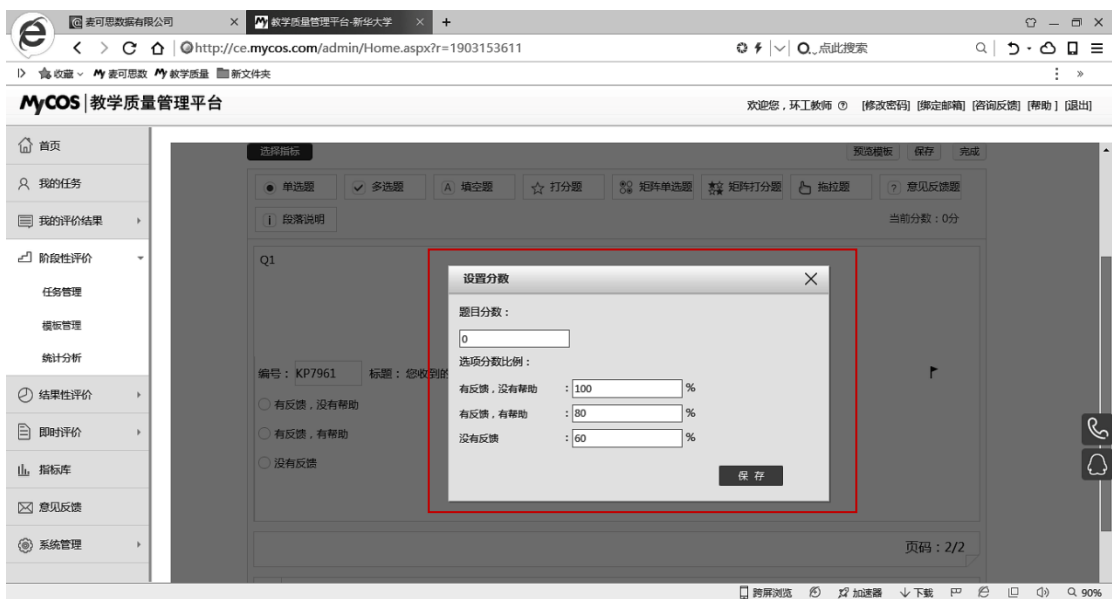 麦可思数据有限公司 × 教学质量管理平台-新华大学 × +
http://ce.mycos.com/admin/Home.aspx?r=1903153611 点此搜索
收藏 麦可思数 教学质量 新文件夹
MyCOS 教学质量管理平台 欢迎您，环工教师 [修改密码] [绑定邮箱] [咨询反馈] [帮助] [退出]
首页
我的任务
我的评价结果
阶段性评价
任务管理
模板管理
统计分析
结果性评价
即时评价
指标库
意见反馈
系统管理
选择指标 预览模板 保存 完成
单选题 多选题 填空题 打分题 矩阵单选题 矩阵打分题 拖拉题 意见反馈题
段落说明 当前分数：0分
Q1
编号：KP7961 标题：您收到的
有反馈，没有帮助
有反馈，有帮助
没有反馈
设置分数
题目分数：
0
选项分数比例：
有反馈，没有帮助 ：100 %
有反馈，有帮助 ：80 %
没有反馈 ：60 %
保 存
页码：2/2
跨屏浏览 加速器 下载 90%